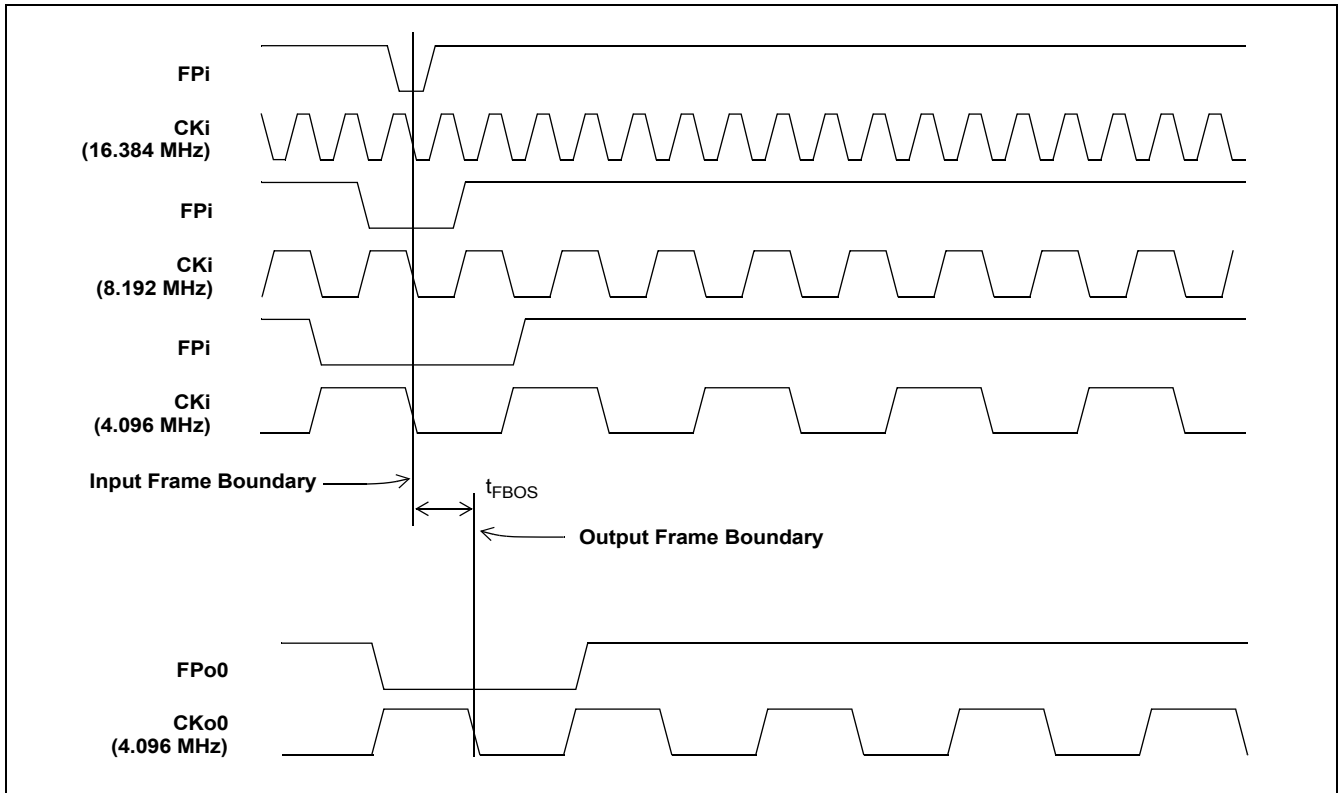 FPi
CKi
(16.384 MHz)
FPi
CKi
(8.192 MHz)
FPi
CKi
(4.096 MHz)
Input Frame Boundary
tFBOS
Output Frame Boundary
FPo0
CKo0
(4.096 MHz)